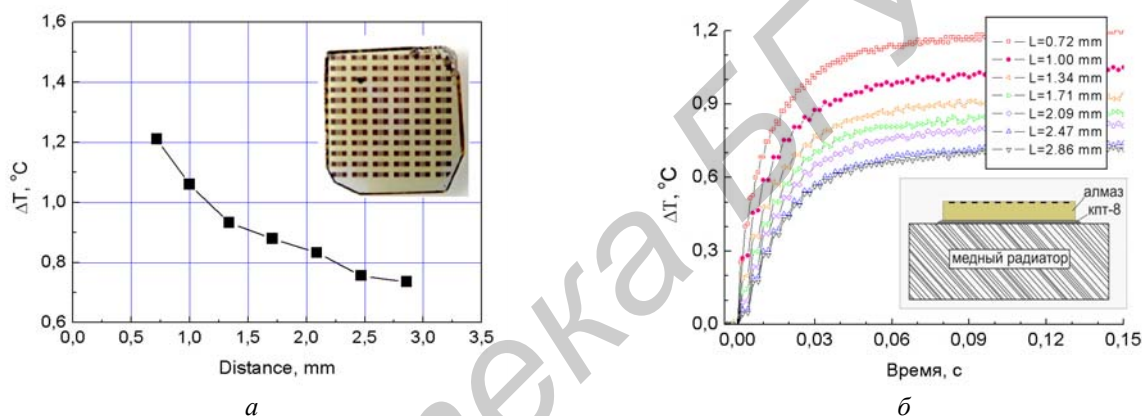 1,6
1,4
1,2
1,0
0,8
0,6
ΔT, °C
0,0 0,5 1,0 1,5 2,0 2,5 3,0 3,5
Distance, mm
а
1,2
0,9
0,6
0,3
0,0
ΔT, °C
L=0.72 mm
L=1.00 mm
L=1.34 mm
L=1.71 mm
L=2.09 mm
L=2.47 mm
L=2.86 mm
алмаз
кпт-8
медный радиатор
0,00 0,03 0,06 0,09 0,12 0,15
Время, с
б
ека БГУ